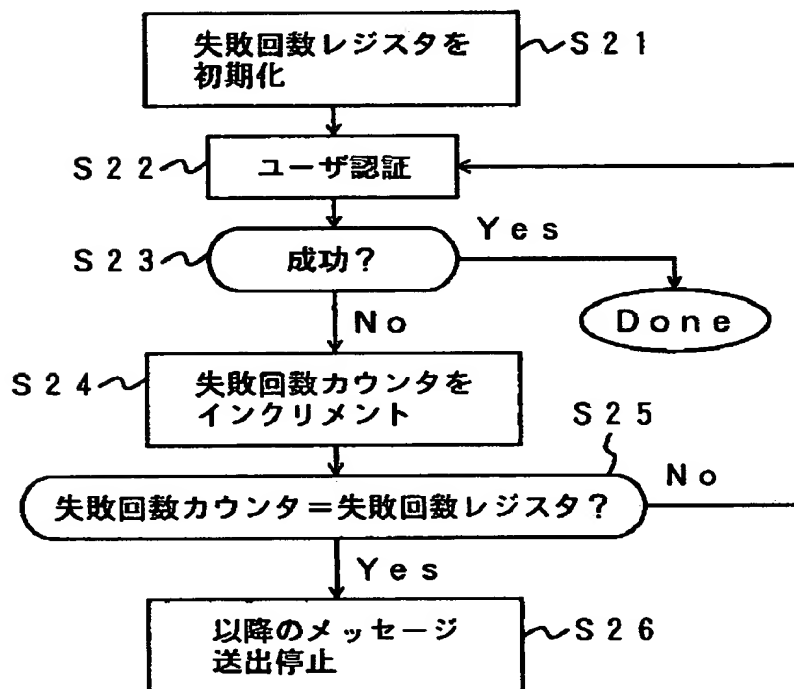 失敗回数レジスタを
初期化
S21
S22
ユーザ認証
S23
成功?
Yes
Done
No
S24
失敗回数カウンタを
インクリメント
S25
失敗回数カウンタ=失敗回数レジスタ?
No
Yes
以降のメッセージ
送出停止
S26